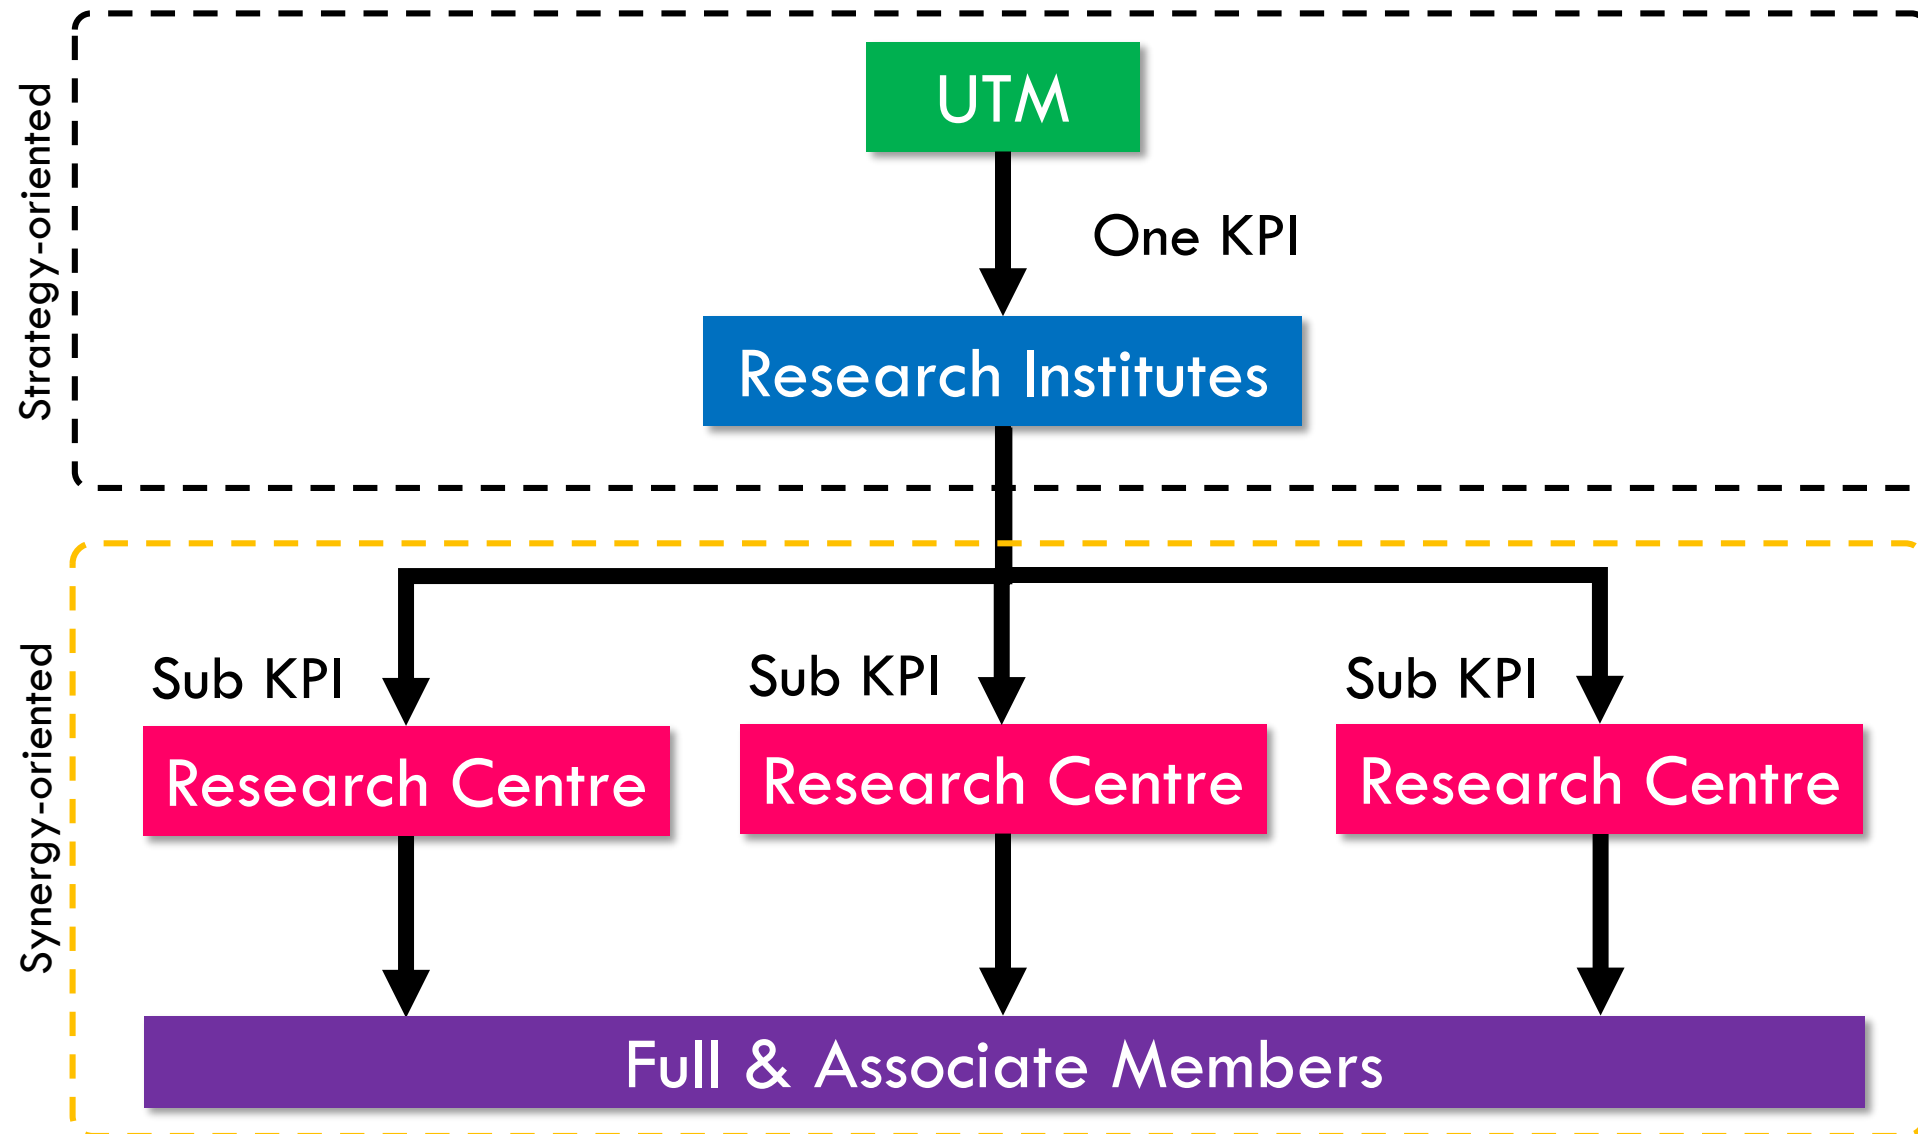 Strategy-oriented
UTM
One KPI
Research Institutes
Synergy-oriented
Sub KPI
Sub KPI
Sub KPI
Research Centre
Research Centre
Research Centre
Full & Associate Members